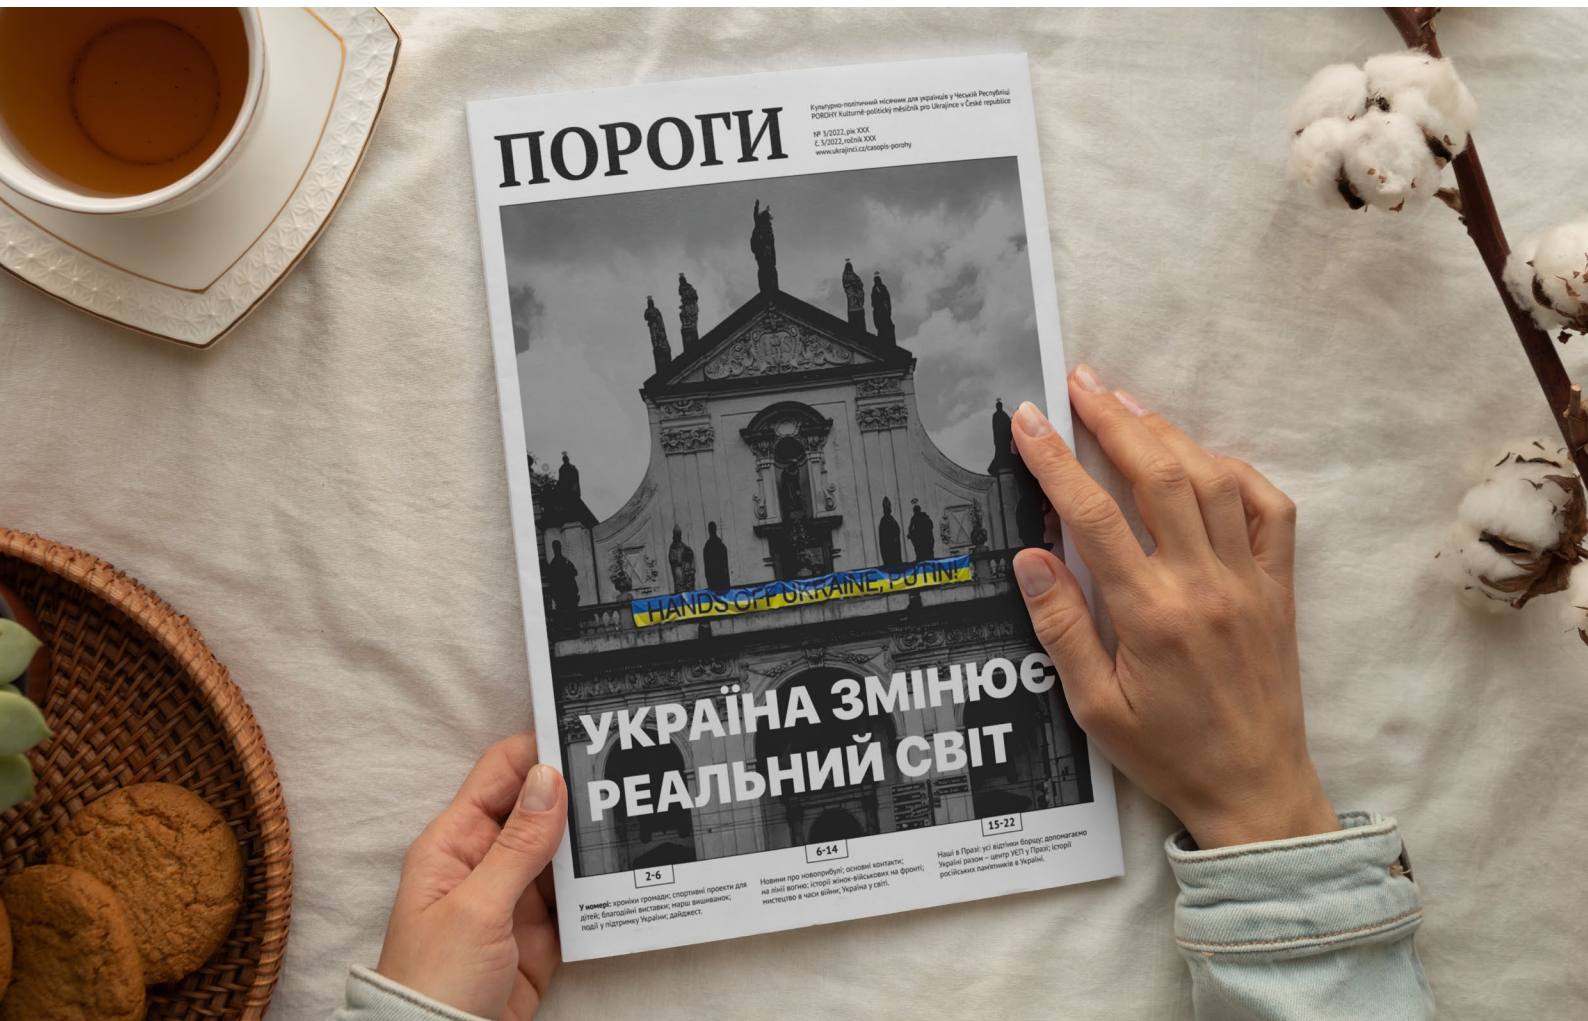 ПОРОГИ
Культурно-політичний місячник для українців у Чеській Республіці
POROHY Kulturně-politický měsíčník pro Ukrajince v České republice
№ 3/2022, рік XXX
č. 3/2022, ročník XXX
www.ukrajinci.cz/casopis-porohy
HANDS OFF UKRAINE, PUTIN!
УКРАЇНА ЗМІНЮЄ
РЕАЛЬНИЙ СВІТ
2-6
У номері: хроніки громади; спортивні проекти для
дітей; благодійні виставки; марш вишиванок;
події у підтримку України; дайджест.
6-14
Новини про новоприбулі; основні контакти;
на лінії вогню; історії жінок-військових на фронті;
мистецтво в часи війни; Україна у світі.
15-22
Наші в Празі: усі відтінки борщу; допомагаємо
Україні разом – центр УЄП у Празі; історії
російських пам'ятників в Україні.